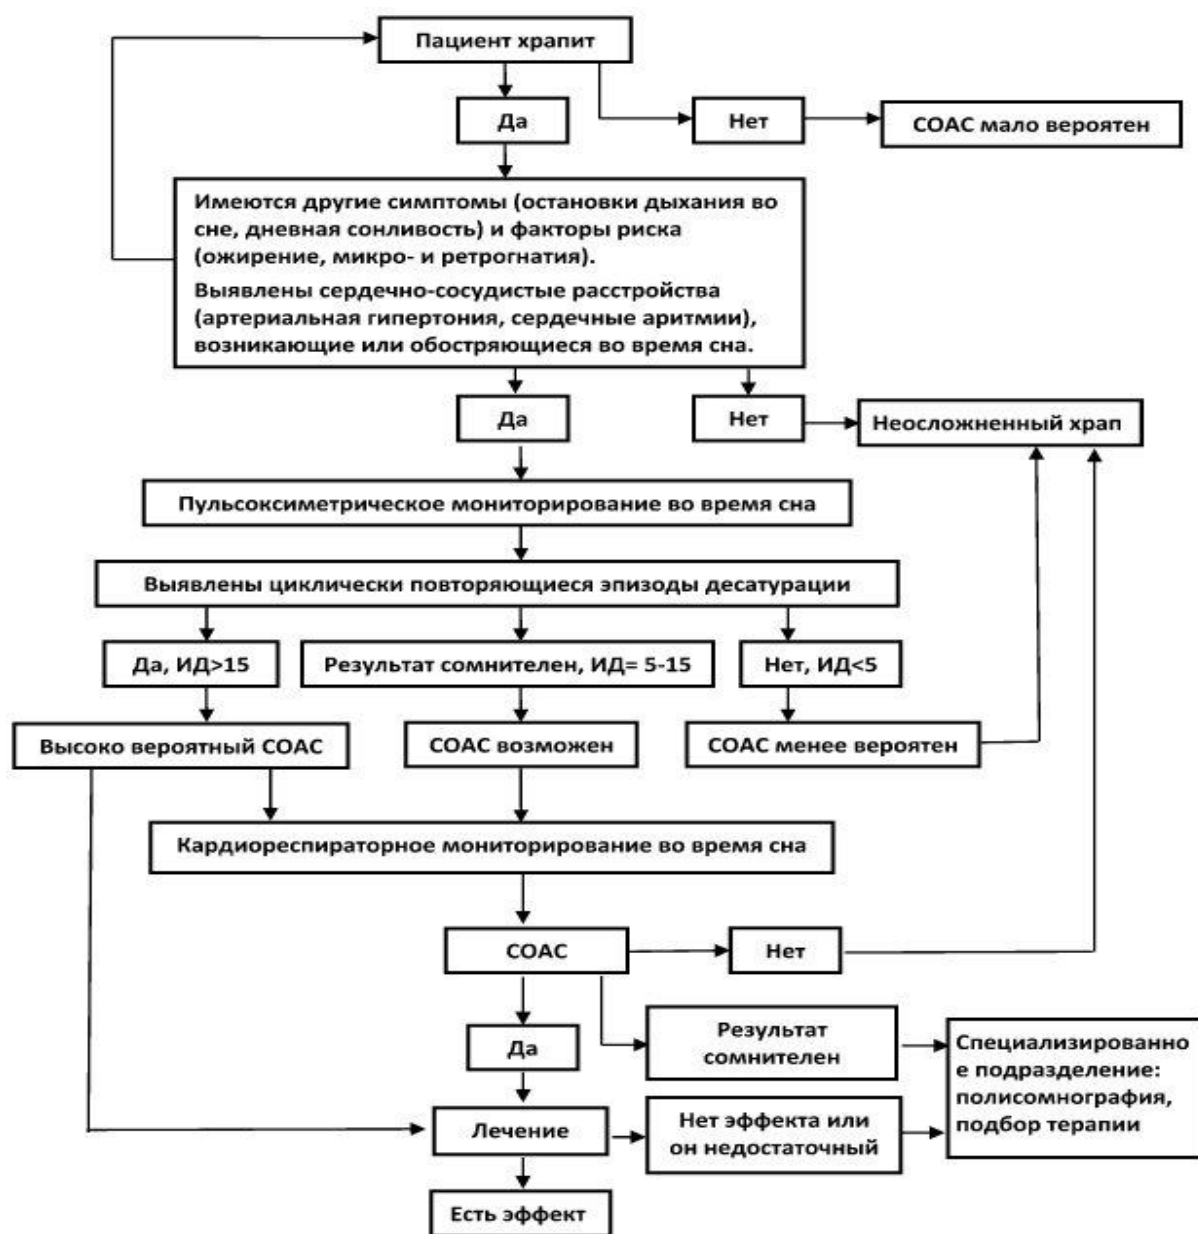 Пациент храпит
Да
Нет
СОАС мало вероятен
Имеются другие симптомы (остановки дыхания во
сне, дневная сонливость) и факторы риска
(ожирение, микро- и ретрогнатия).
Выявлены сердечно-сосудистые расстройства
(артериальная гипертония, сердечные аритмии),
возникающие или обостряющиеся во время сна.
Да
Нет
Неосложненный храп
Пульсоксиметрическое мониторирование во время сна
Выявлены циклически повторяющиеся эпизоды десатурации
Да, ИД>15
Результат сомнителен, ИД= 5-15
Нет, ИД<5
Высоко вероятный СОАС
СОАС возможен
СОАС менее вероятен
Кардиореспираторное мониторирование во время сна
СОАС
Нет
Да
Результат
сомнителен
Специализированно
е подразделение:
полисомнография,
подбор терапии
Лечение
Нет эффекта или
он недостаточный
Есть эффект